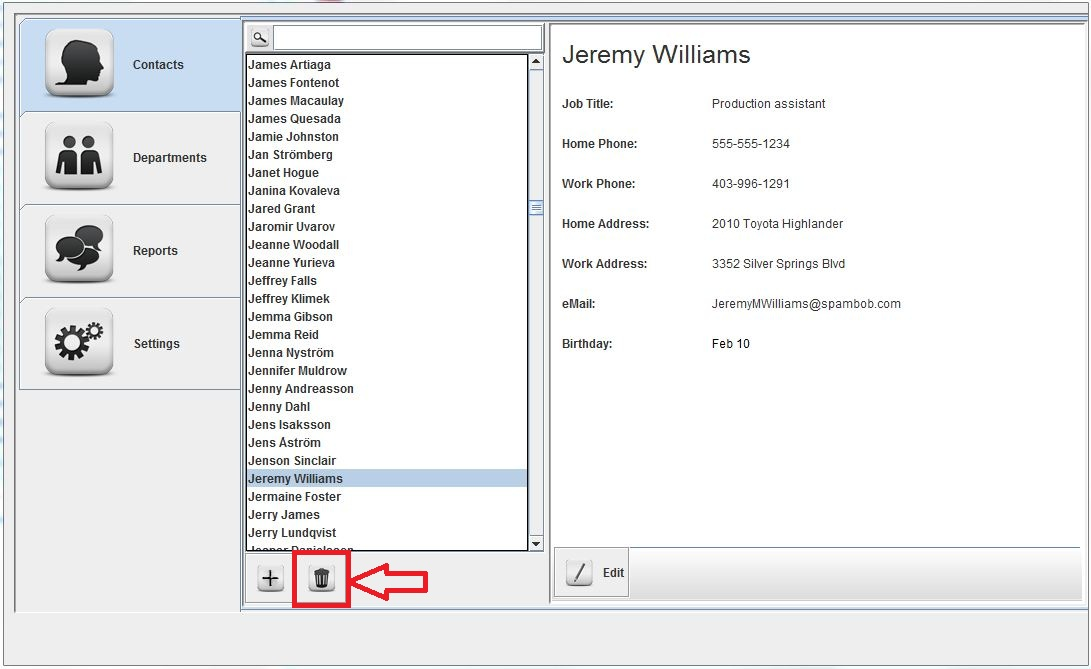 Contacts
Departments
Reports
Settings
James Artiaga
James Fontenot
James Macaulay
James Quesada
Jamie Johnston
Jan Strömberg
Janet Hogue
Janina Kovaleva
Jared Grant
Jaromir Uvarov
Jeanne Woodall
Jeanne Yurieva
Jeffrey Falls
Jeffrey Klimek
Jemma Gibson
Jemma Reid
Jenna Nyström
Jennifer Muldrow
Jenny Andreasson
Jenny Dahl
Jens Isaksson
Jens Aström
Jenson Sinclair
Jeremy Williams
Jermaine Foster
Jerry James
Jerry Lundqvist
Jeremy Williams
Job Title: Production assistant
Home Phone: 555-555-1234
Work Phone: 403-996-1291
Home Address: 2010 Toyota Highlander
Work Address: 3352 Silver Springs Blvd
eMail: JeremyMWilliams@spambob.com
Birthday: Feb 10
Edit